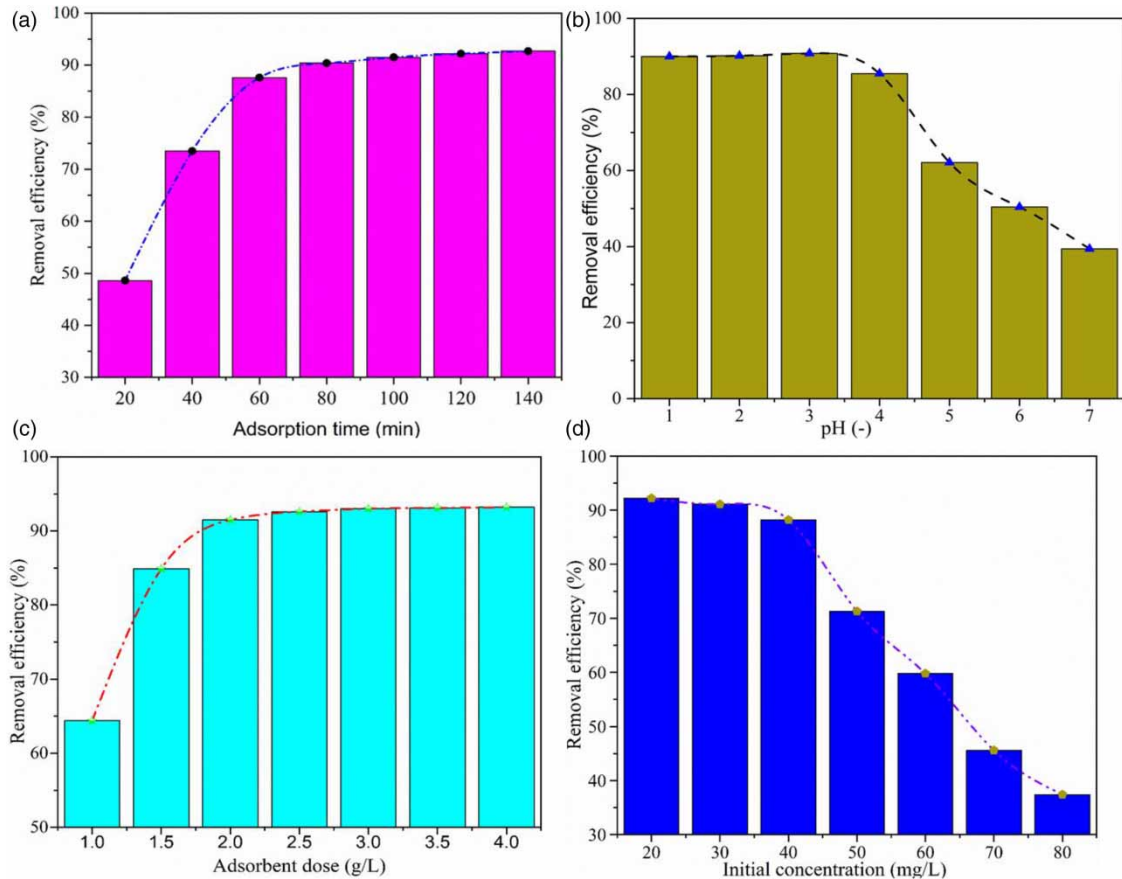 (a)
100
90
80
70
60
50
40
30
Removal efficiency (%)
20 40 60 80 100 120 140
Adsorption time (min)
(b)
100
80
60
40
20
0
Removal efficiency (%)
1 2 3 4 5 6 7
pH (-)
(c)
100
90
80
70
60
50
Removal efficiency (%)
1.0 1.5 2.0 2.5 3.0 3.5 4.0
Adsorbent dose (g/L)
(d)
100
90
80
70
60
50
40
30
Removal efficiency (%)
20 30 40 50 60 70 80
Initial concentration (mg/L)